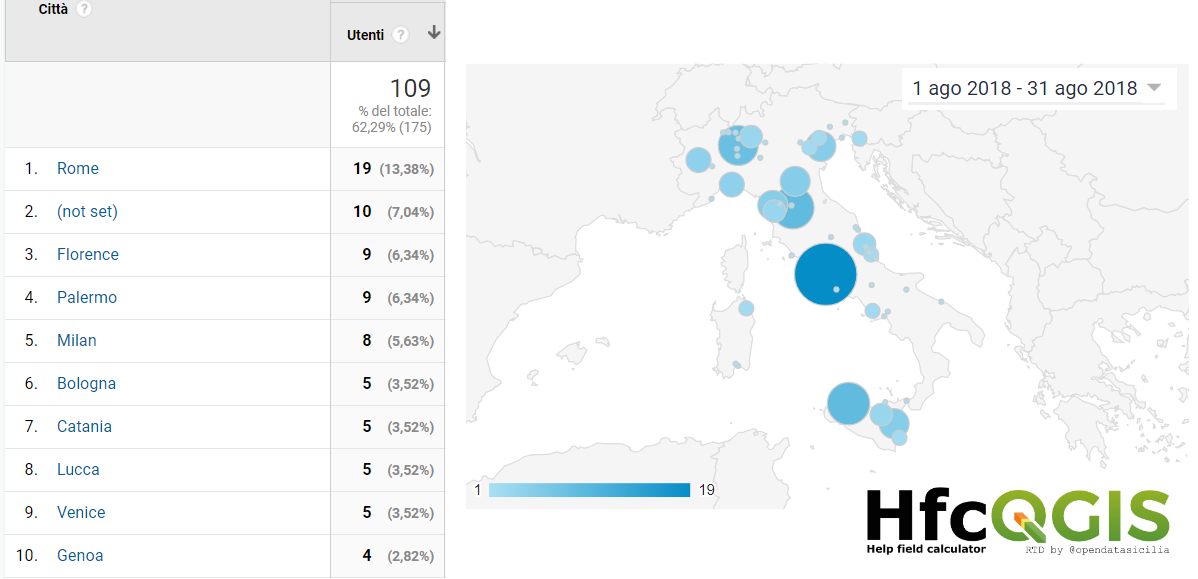 Città ?
Utenti ?
109
% del totale:
62,29% (175)
1. Rome 19 (13,38%)
2. (not set) 10 (7,04%)
3. Florence 9 (6,34%)
4. Palermo 9 (6,34%)
5. Milan 8 (5,63%)
6. Bologna 5 (3,52%)
7. Catania 5 (3,52%)
8. Lucca 5 (3,52%)
9. Venice 5 (3,52%)
10. Genoa 4 (2,82%)
1 ago 2018 - 31 ago 2018
1 19
HfcQGIS
Help field calculator RTD by @opendatasicilia